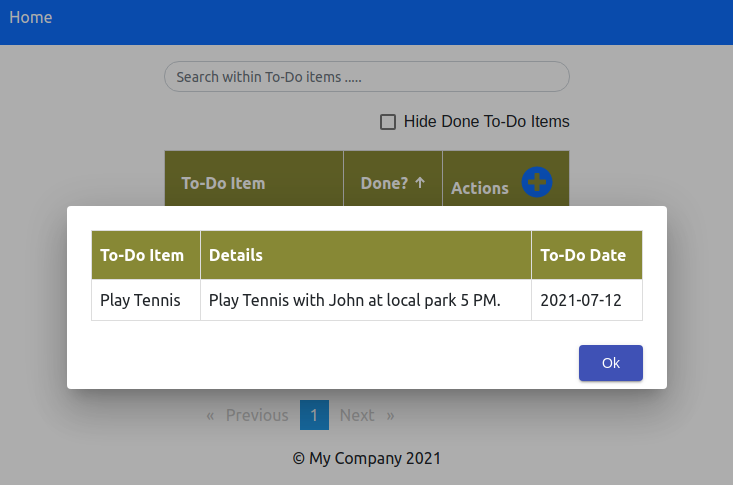 Home
Search within To-Do items .....
Hide Done To-Do Items
To-Do Item Done? ↑ Actions
To-Do Item Details To-Do Date
Play Tennis Play Tennis with John at local park 5 PM. 2021-07-12
Ok
« Previous 1 Next »
© My Company 2021